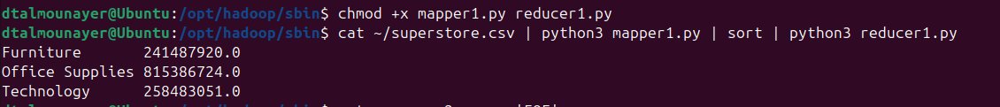 dtalmounayer@Ubuntu:/opt/hadoop/sbin$ chmod +x mapper1.py reducer1.py
dtalmounayer@Ubuntu:/opt/hadoop/sbin$ cat ~/superstore.csv | python3 mapper1.py | sort | python3 reducer1.py
Furniture       241487920.0
Office Supplies 815386724.0
Technology      258483051.0